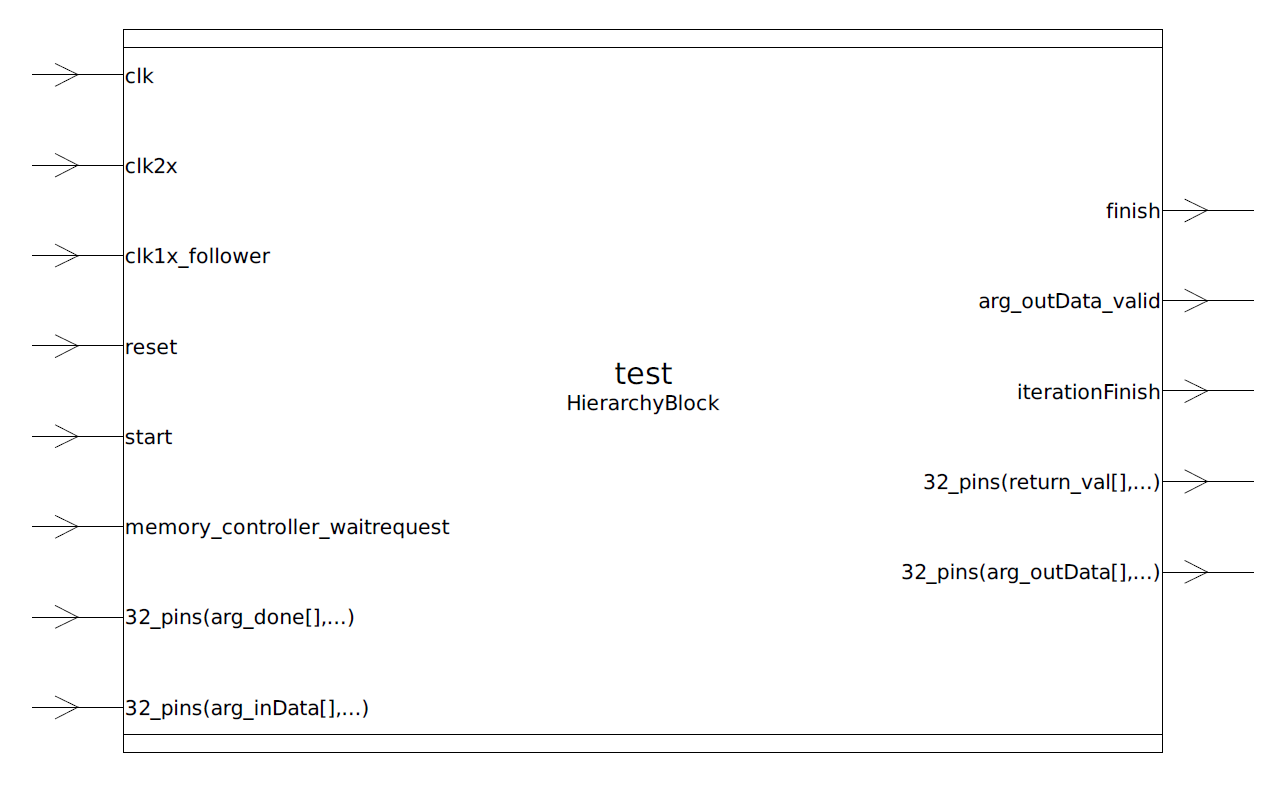 clk
clk2x
clk1x_follower
reset
start
memory_controller_waitrequest
32_pins(arg_done[],...)
32_pins(arg_inData[],...)
test
HierarchyBlock
finish
arg_outData_valid
iterationFinish
32_pins(return_val[],...)
32_pins(arg_outData[],...)